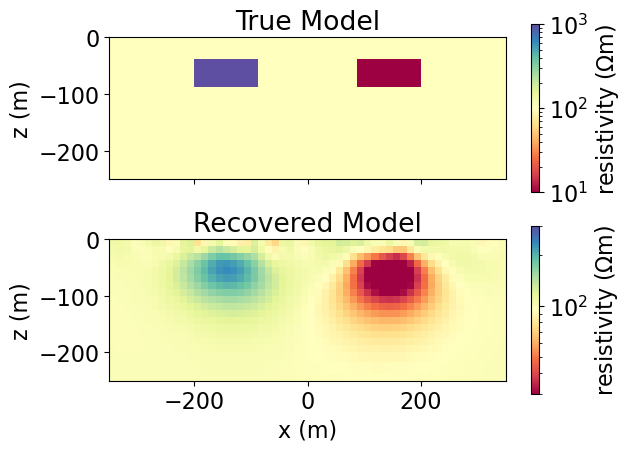 True Model
0
−100
−200
z (m)
10³
10²
10¹
resistivity (Ωm)
Recovered Model
0
−100
−200
z (m)
−200
0
200
x (m)
10²
resistivity (Ωm)